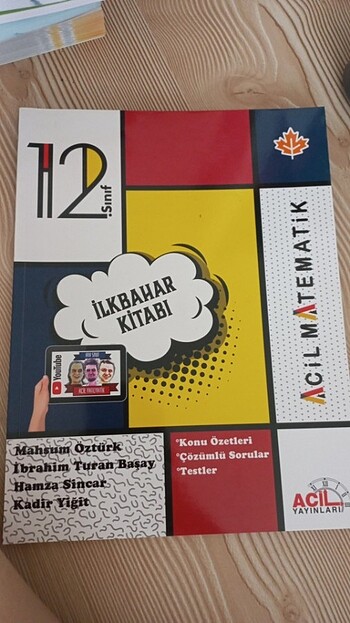 12.Sınıf
İLKBAHAR
KİTABI
ACİL MATEMATİK
YouTube
ACİL MATEMATİK
Mahsum Öztürk
İbrahim Turan Başay
Hamza Sincar
Kadir Yiğit
*Konu Özetleri
*Çözümlü Sorular
*Testler
ACİL
YAYINLARI